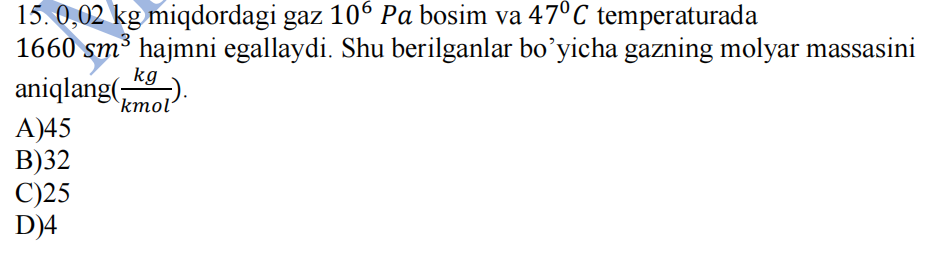 15. 0,02 kg miqdordagi gaz 10⁶ Pa bosim va 47⁰C temperaturada
1660 sm³ hajmni egallaydi. Shu berilganlar bo’yicha gazning molyar massasini
aniqlang(kg/kmol).
A)45
B)32
C)25
D)4